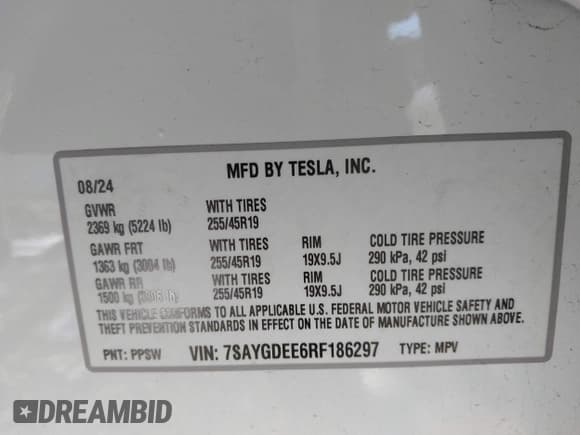 MFD BY TESLA, INC.
08/24
GVWR WITH TIRES
2369 kg (5224 lb) 255/45R19
GAWR FRT WITH TIRES RIM COLD TIRE PRESSURE
1363 kg (3004 lb) 255/45R19 19X9.5J 290 kPa, 42 psi
GAWR RR WITH TIRES RIM COLD TIRE PRESSURE
1500 kg 255/45R19 19X9.5J 290 kPa, 42 psi
THIS VEHICLE CONFORMS TO ALL APPLICABLE U.S. FEDERAL MOTOR VEHICLE SAFETY AND
THEFT PREVENTION STANDARDS IN EFFECT ON THE DATE OF MANUFACTURE SHOWN ABOVE.
PNT: PPSW VIN: 7SAYGDEE6RF186297 TYPE: MPV
DREAMBID